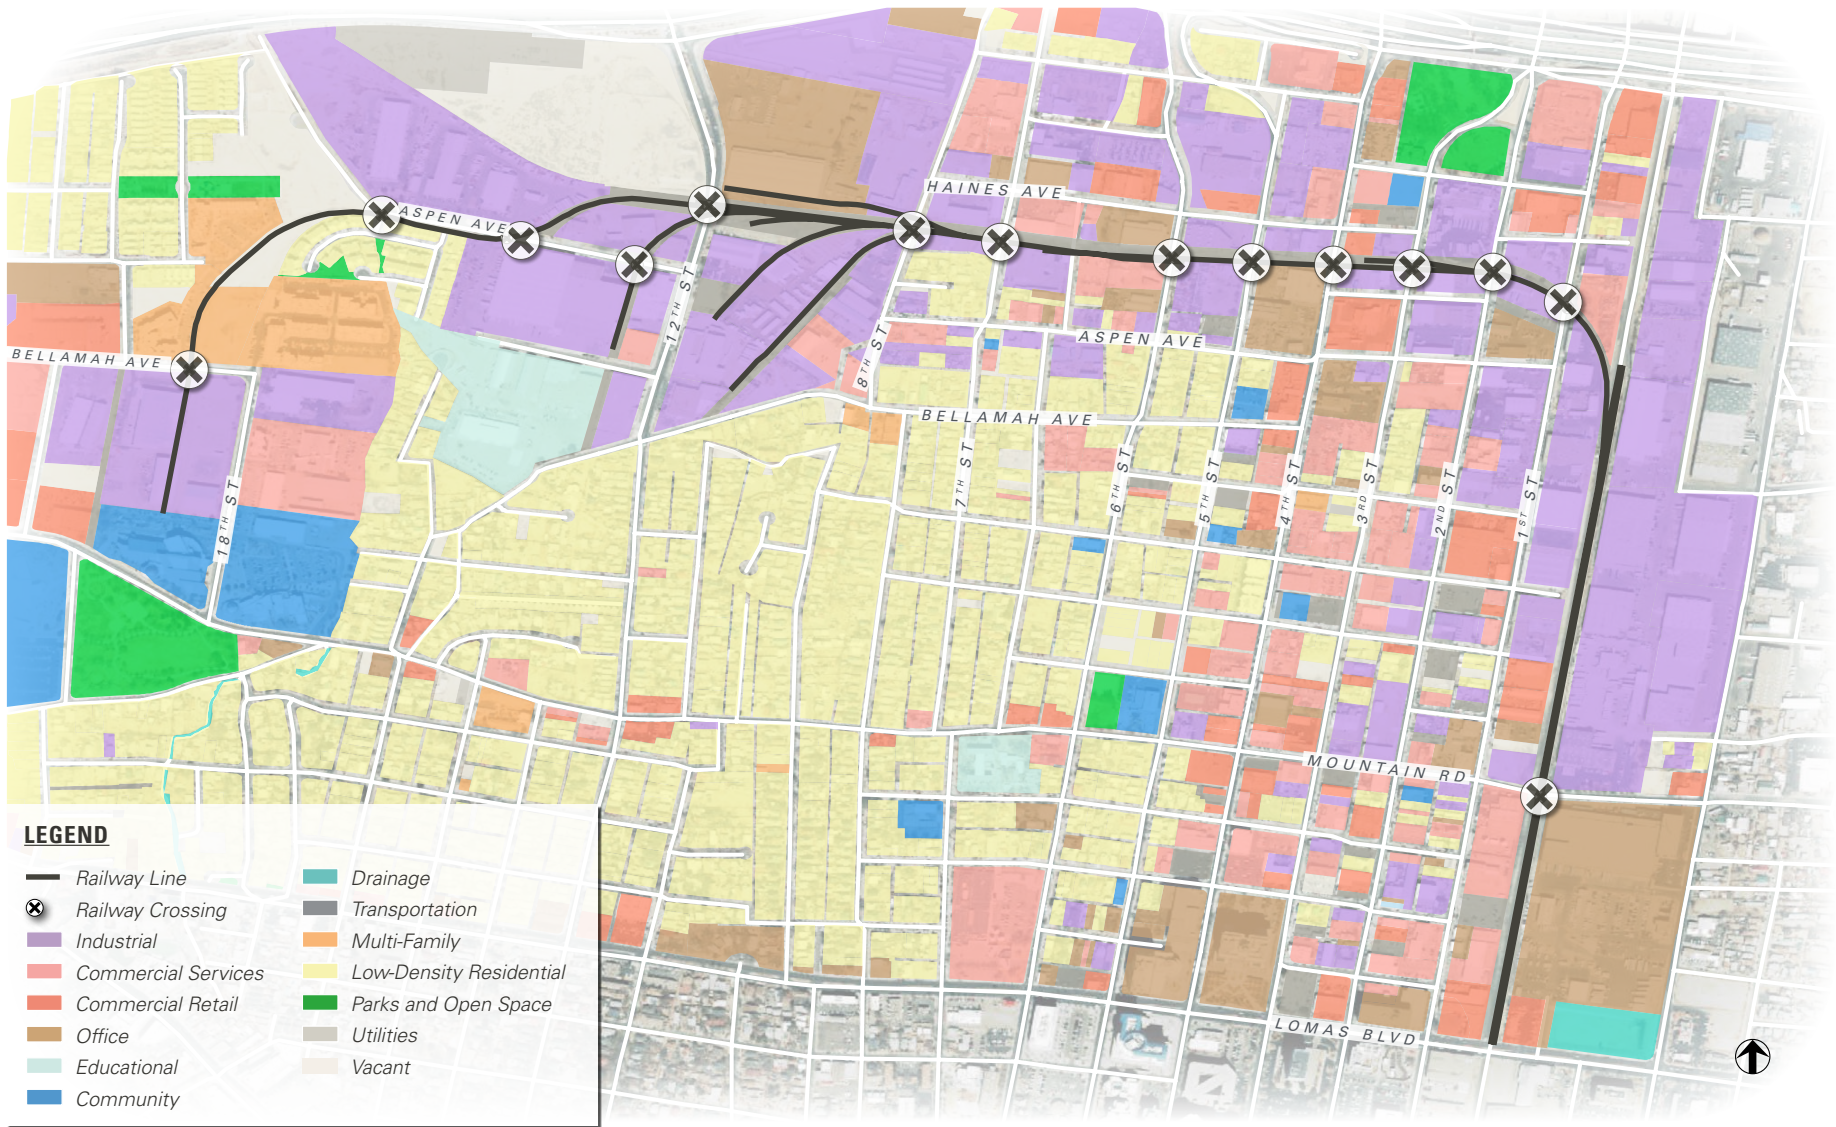 HAINES AVE
ASPEN AVE
12TH ST
8TH ST
ASPEN AVE
BELLAMAH AVE
BELLAMAH AVE
18TH ST
7TH ST
6TH ST
5TH ST
4TH ST
3RD ST
2ND ST
1ST ST
MOUNTAIN RD
LOMAS BLVD
LEGEND
Railway Line
Railway Crossing
Industrial
Commercial Services
Commercial Retail
Office
Educational
Community
Drainage
Transportation
Multi-Family
Low-Density Residential
Parks and Open Space
Utilities
Vacant